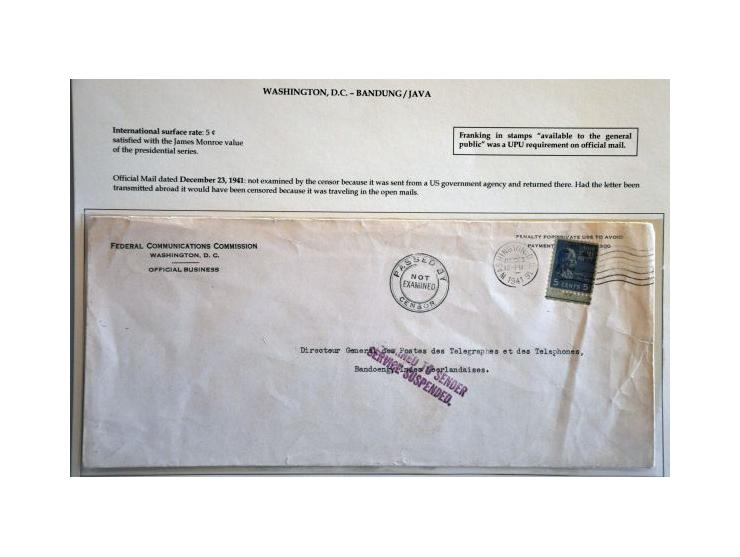 WASHINGTON, D.C. – BANDUNG/JAVA
International surface rate: 5 ¢
satisfied with the James Monroe value
of the presidential series.
Franking in stamps "available to the general
public" was a UPU requirement on official mail.
Official Mail dated December 23, 1941: not examined by the censor because it was sent from a US government agency and returned there. Had the letter been
transmitted abroad it would have been censored because it was traveling in the open mails.
FEDERAL COMMUNICATIONS COMMISSION
WASHINGTON, D. C.
OFFICIAL BUSINESS
PENALTY FOR PRIVATE USE TO AVOID
PAYMENT
300
PASSED BY
NOT
EXAMINED
CENSOR
WASHINGTON
1941
5 CENTS 5
Directeur General des Postes des Telegraphes et des Telephones,
Bandoeng, Indes Neerlandaises.
TO SENDER
SERVICE SUSPENDED.